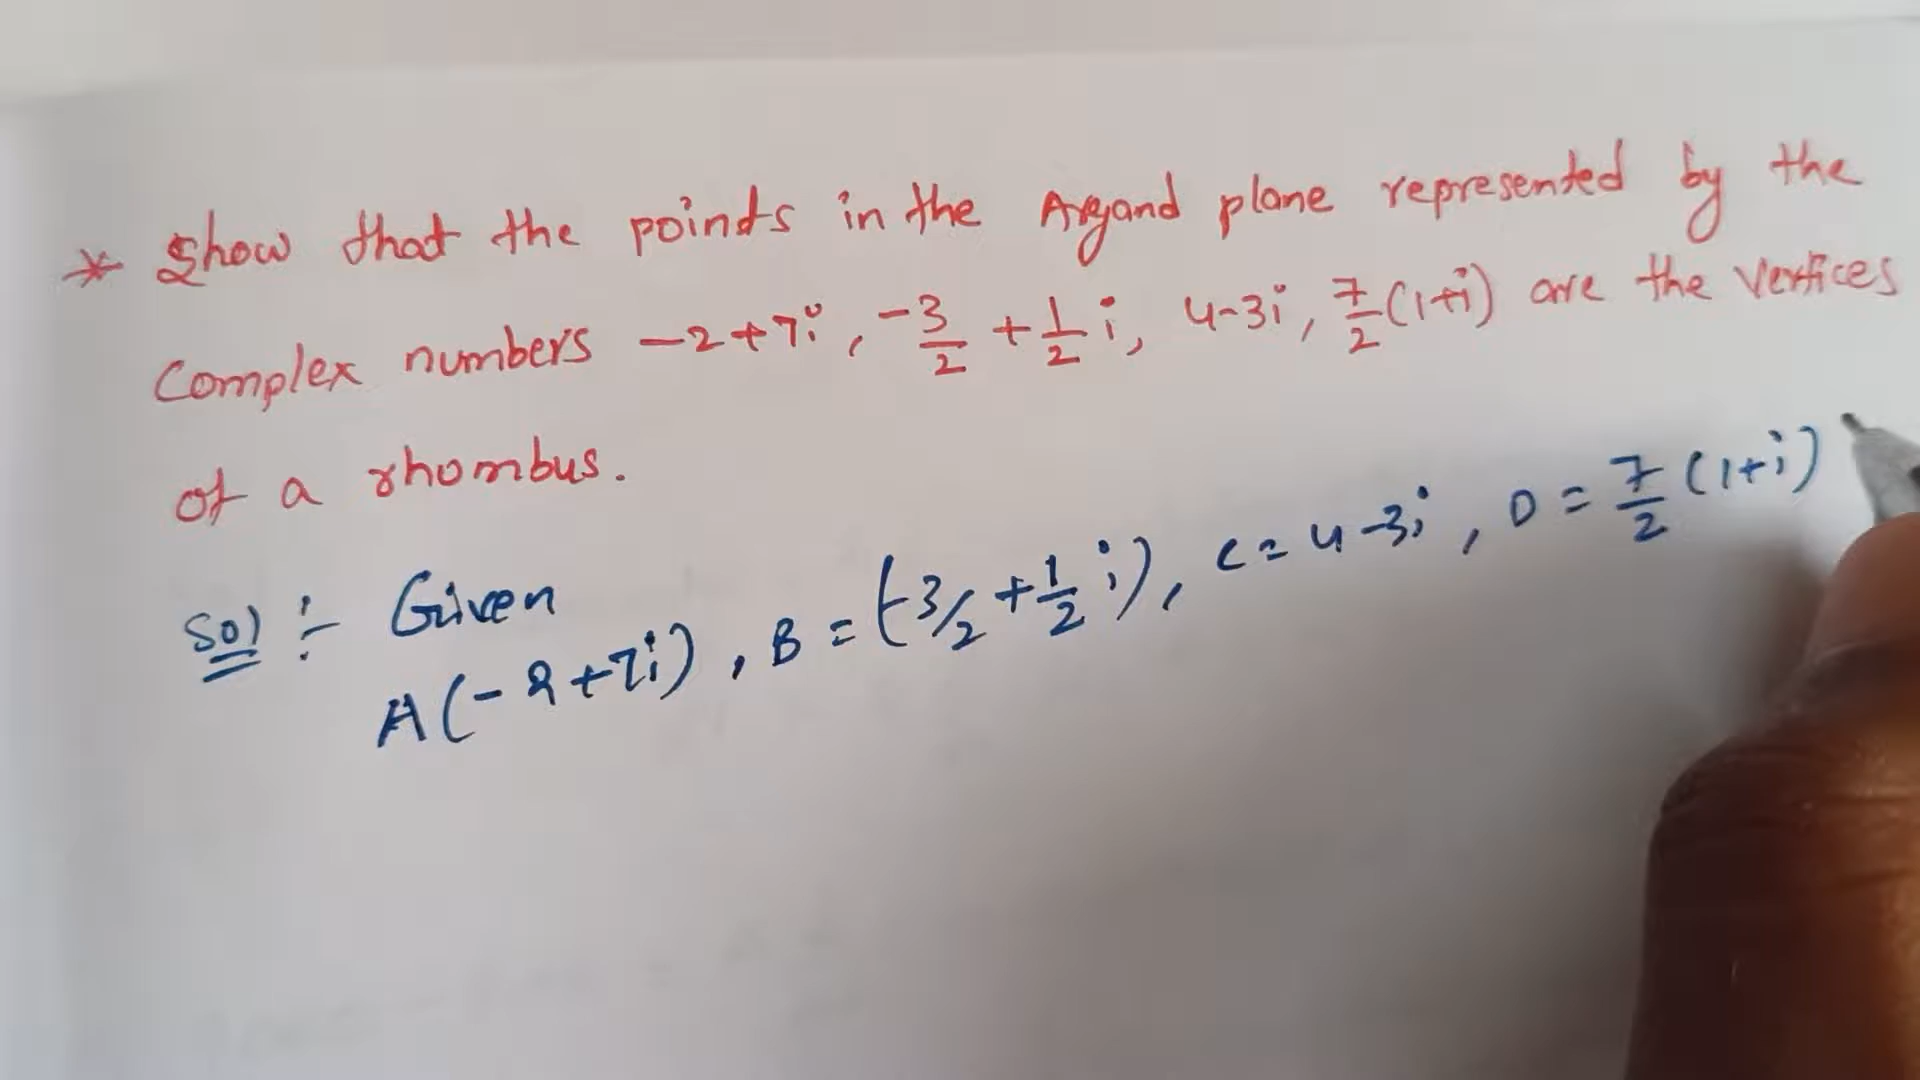 * Show that the points in the Argand plane represented by the
Complex numbers -2+7i, -3/2 + 1/2 i, 4-3i, 7/2 (1+i) are the vertices
of a rhombus.
Sol :- Given
A(-2+7i), B = (-3/2 + 1/2 i), C = 4-3i, D = 7/2 (1+i)